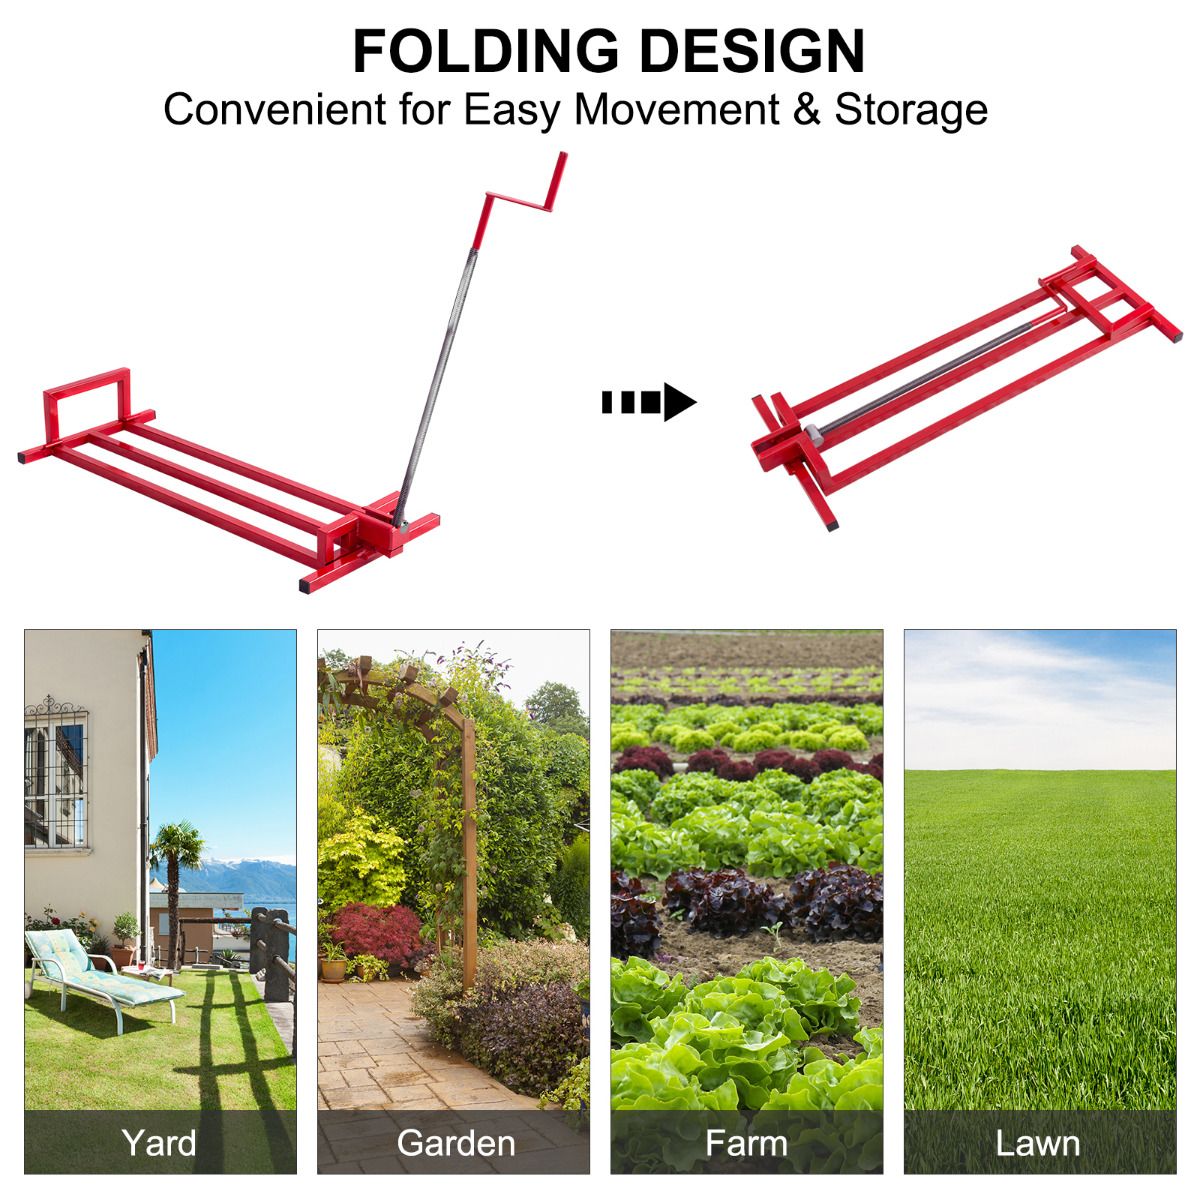 FOLDING DESIGN
Convenient for Easy Movement & Storage
Yard
Garden
Farm
Lawn